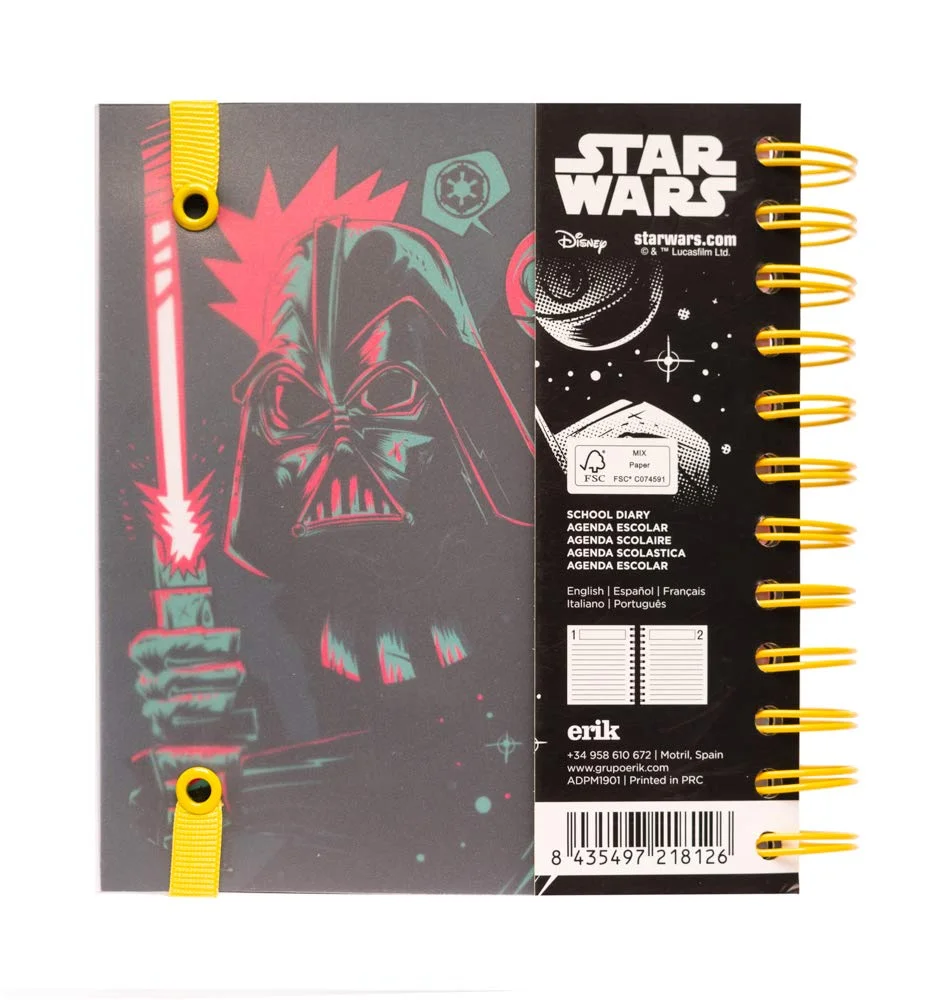 STAR
WARS
Disney
starwars.com
© & ™ Lucasfilm Ltd.
MIX
Paper
FSC
FSC® C074591
SCHOOL DIARY
AGENDA ESCOLAR
AGENDA SCOLAIRE
AGENDA SCOLASTICA
AGENDA ESCOLAR
English | Español | Français
Italiano | Português
1
2
erik
+34 958 610 672 | Motril, Spain
www.grupoerik.com
ADPM1901 | Printed in PRC
8 435497 218126